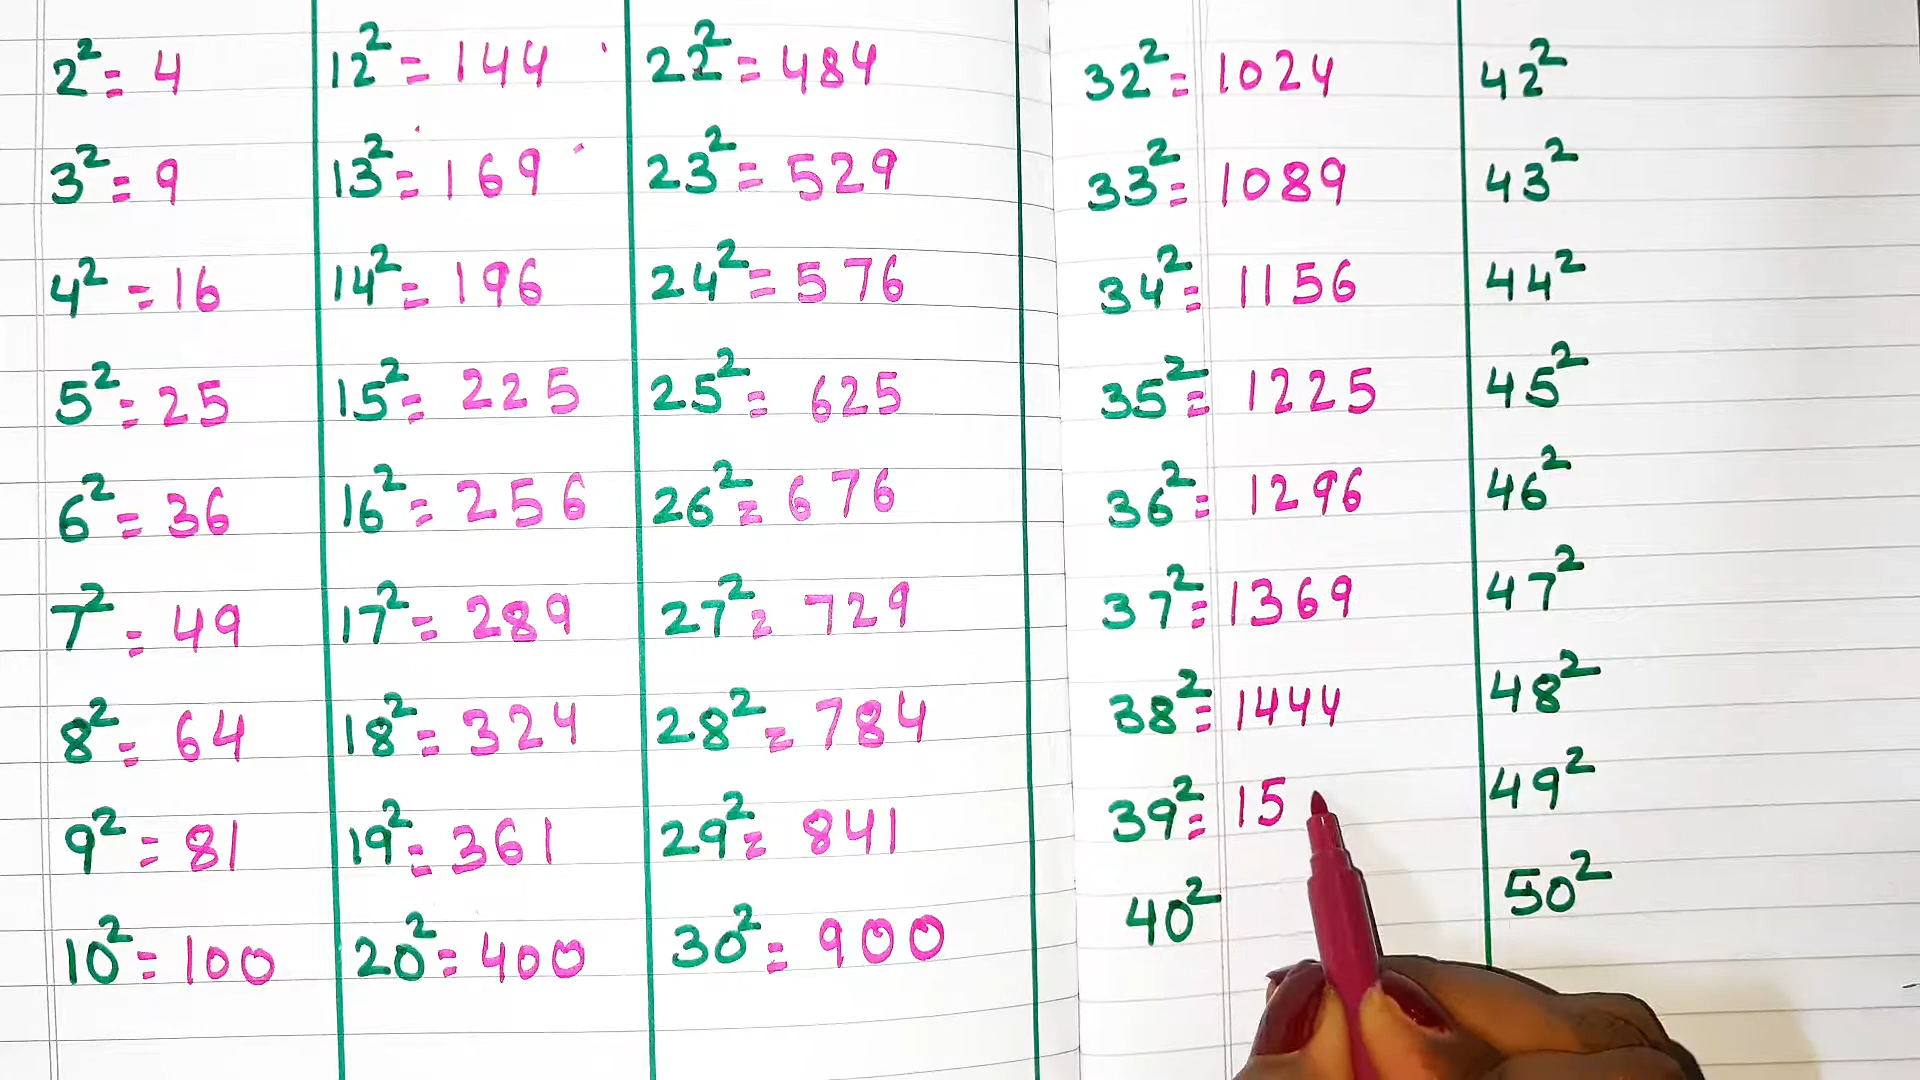 2² = 4
3² = 9
4² = 16
5² = 25
6² = 36
7² = 49
8² = 64
9² = 81
10² = 100
12² = 144
13² = 169
14² = 196
15² = 225
16² = 256
17² = 289
18² = 324
19² = 361
20² = 400
22² = 484
23² = 529
24² = 576
25² = 625
26² = 676
27² = 729
28² = 784
29² = 841
30² = 900
32² = 1024
33² = 1089
34² = 1156
35² = 1225
36² = 1296
37² = 1369
38² = 1444
39² = 15
40²
42²
43²
44²
45²
46²
47²
48²
49²
50²